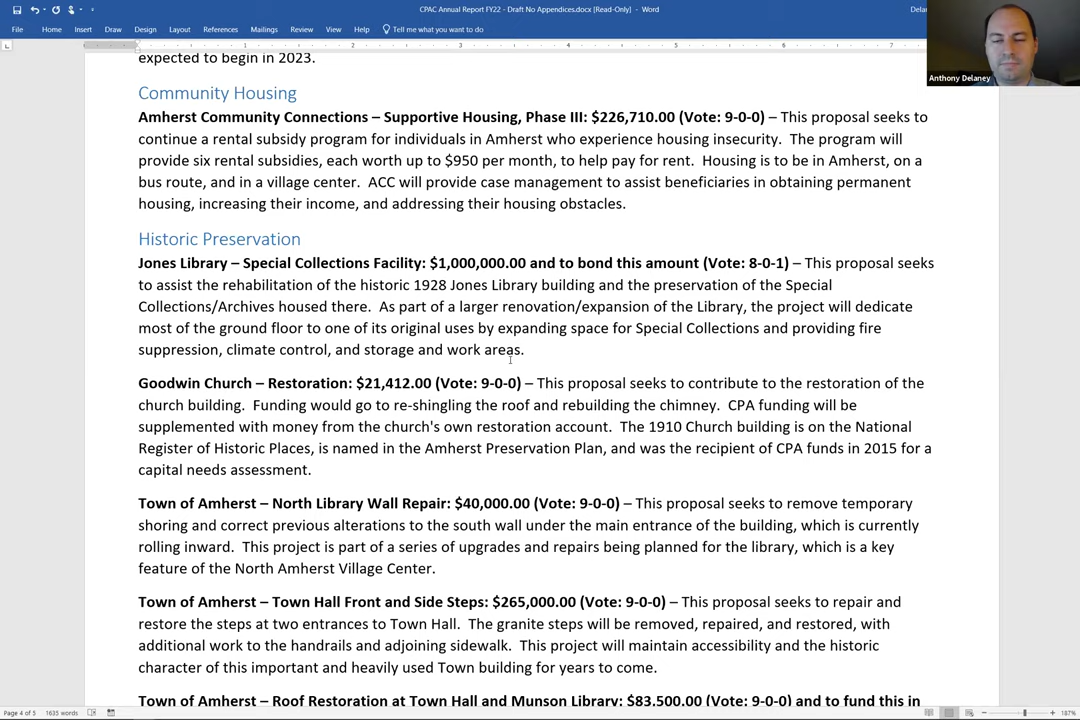 CPAC Annual Report FY22 - Draft No Appendices.docx [Read-Only] - Word
File Home Insert Draw Design Layout References Mailings Review View Help Tell me what you want to do
Anthony Delaney
1 2 3 4 5 6 7
expected to begin in 2023.
Community Housing
Amherst Community Connections – Supportive Housing, Phase III: $226,710.00 (Vote: 9-0-0) – This proposal seeks to
continue a rental subsidy program for individuals in Amherst who experience housing insecurity.  The program will
provide six rental subsidies, each worth up to $950 per month, to help pay for rent.  Housing is to be in Amherst, on a
bus route, and in a village center.  ACC will provide case management to assist beneficiaries in obtaining permanent
housing, increasing their income, and addressing their housing obstacles.
Historic Preservation
Jones Library – Special Collections Facility: $1,000,000.00 and to bond this amount (Vote: 8-0-1) – This proposal seeks
to assist the rehabilitation of the historic 1928 Jones Library building and the preservation of the Special
Collections/Archives housed there.  As part of a larger renovation/expansion of the Library, the project will dedicate
most of the ground floor to one of its original uses by expanding space for Special Collections and providing fire
suppression, climate control, and storage and work areas.
Goodwin Church – Restoration: $21,412.00 (Vote: 9-0-0) – This proposal seeks to contribute to the restoration of the
church building.  Funding would go to re-shingling the roof and rebuilding the chimney.  CPA funding will be
supplemented with money from the church's own restoration account.  The 1910 Church building is on the National
Register of Historic Places, is named in the Amherst Preservation Plan, and was the recipient of CPA funds in 2015 for a
capital needs assessment.
Town of Amherst – North Library Wall Repair: $40,000.00 (Vote: 9-0-0) – This proposal seeks to remove temporary
shoring and correct previous alterations to the south wall under the main entrance of the building, which is currently
rolling inward.  This project is part of a series of upgrades and repairs being planned for the library, which is a key
feature of the North Amherst Village Center.
Town of Amherst – Town Hall Front and Side Steps: $265,000.00 (Vote: 9-0-0) – This proposal seeks to repair and
restore the steps at two entrances to Town Hall.  The granite steps will be removed, repaired, and restored, with
additional work to the handrails and adjoining sidewalk.  This project will maintain accessibility and the historic
character of this important and heavily used Town building for years to come.
Town of Amherst – Roof Restoration at Town Hall and Munson Library: $83,500.00 (Vote: 9-0-0) and to fund this in
Page 4 of 5 1635 words 187%